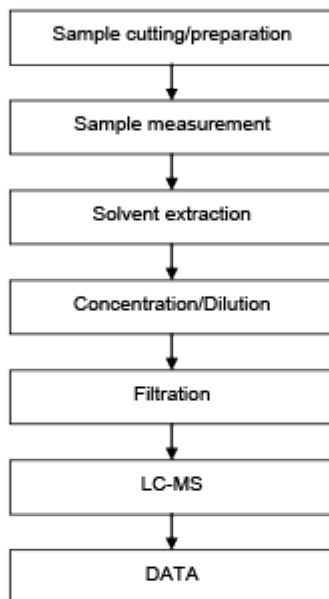 Sample cutting/preparation
Sample measurement
Solvent extraction
Concentration/Dilution
Filtration
LC-MS
DATA